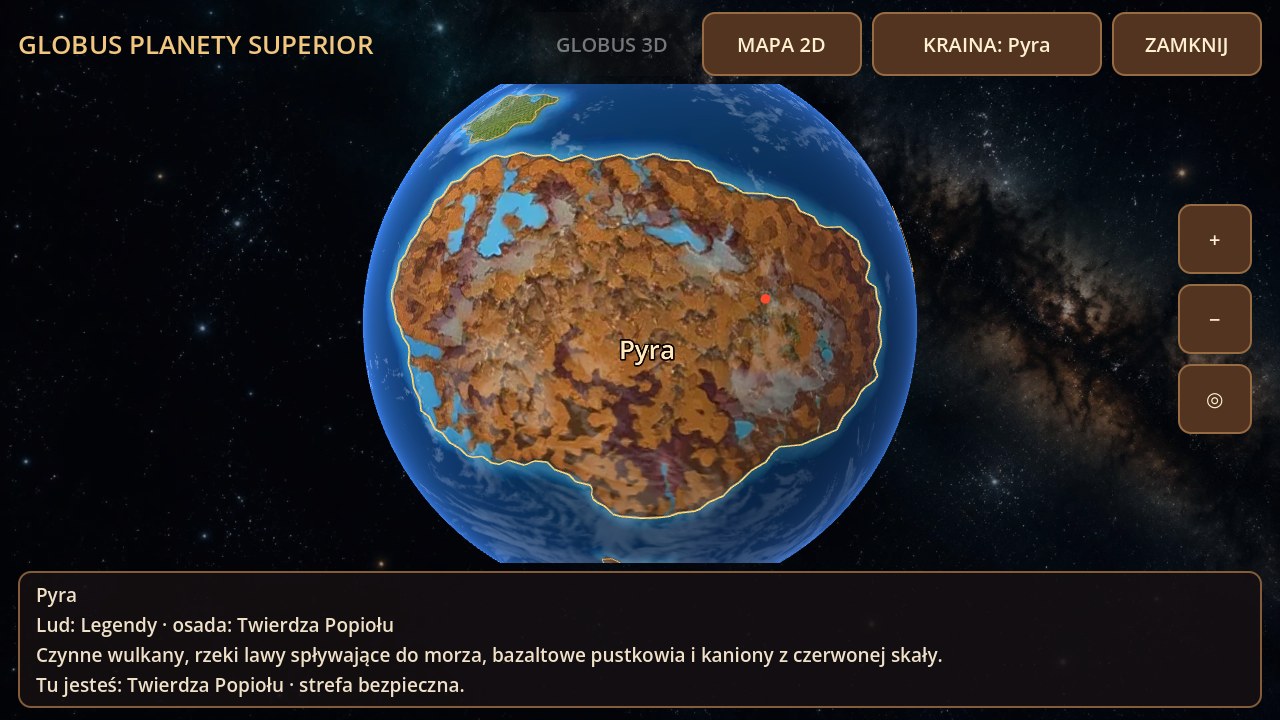 GLOBUS PLANETY SUPERIOR
GLOBUS 3D
MAPA 2D
KRAINA: Pyra
ZAMKNIJ
+
−
◎
Pyra
Pyra
Lud: Legendy · osada: Twierdza Popiołu
Czynne wulkany, rzeki lawy spływające do morza, bazaltowe pustkowia i kaniony z czerwonej skały.
Tu jesteś: Twierdza Popiołu · strefa bezpieczna.